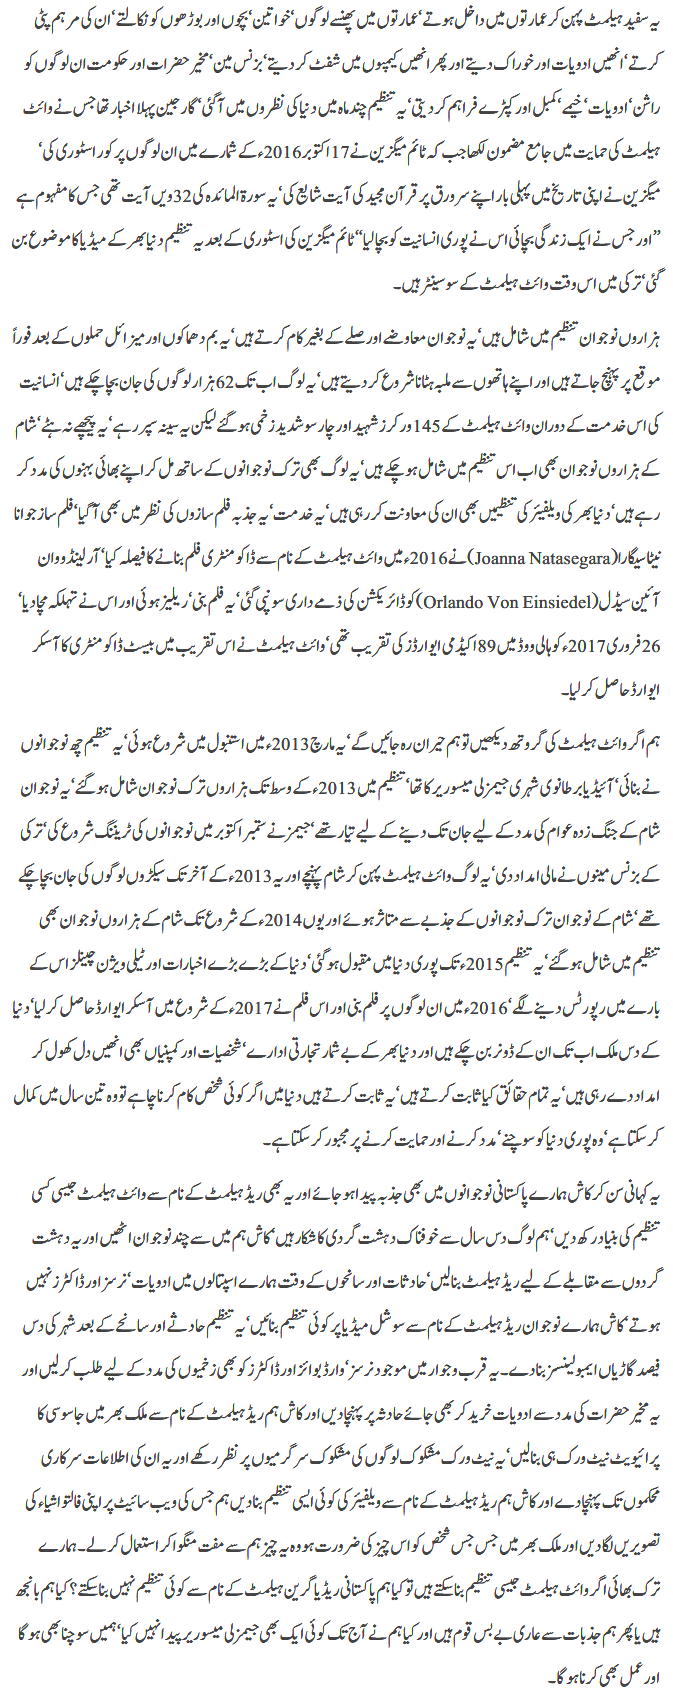 یہ سفید ہیلمٹ پہن کر عمارتوں میں داخل ہوتے‘ عمارتوں میں پھنسے لوگوں‘ خواتین‘ بچوں اور بوڑھوں کو نکالتے‘ ان کی مرہم پٹی
کرتے‘ انھیں ادویات اور خوراک دیتے اور پھر انھیں کیمپوں میں شفٹ کر دیتے‘ بزنس مین‘ مخیر حضرات اور حکومت ان لوگوں کو
راشن‘ ادویات‘ خیمے‘ کمبل اور کپڑے فراہم کر دیتی‘ یہ تنظیم چند ماہ میں دنیا کی نظروں میں آ گئی‘ گارجین پہلا اخبار تھا جس نے وائٹ
ہیلمٹ کی حمایت میں جامع مضمون لکھا جب کہ ٹائم میگزین نے 17 اکتوبر 2016ء کے شمارے میں ان لوگوں پر کور اسٹوری کی‘
میگزین نے اپنی تاریخ میں پہلی بار اپنے سرورق پر قرآن مجید کی آیت شایع کی‘ یہ سورۃ المائدہ کی 32 ویں آیت تھی جس کا مفہوم ہے
”اور جس نے ایک زندگی بچائی اس نے پوری انسانیت کو بچا لیا“ ٹائم میگزین کی اسٹوری کے بعد یہ تنظیم دنیا بھر کے میڈیا کا موضوع بن
گئی‘ ترکی میں اس وقت وائٹ ہیلمٹ کے سو سینٹر ہیں۔
ہزاروں نوجوان تنظیم میں شامل ہیں‘ یہ نوجوان معاوضے اور صلے کے بغیر کام کرتے ہیں‘ یہ بم دھماکوں اور میزائل حملوں کے بعد فوراً
موقع پر پہنچ جاتے ہیں اور اپنے ہاتھوں سے ملبہ ہٹانا شروع کر دیتے ہیں‘ یہ لوگ اب تک 62 ہزار لوگوں کی جان بچا چکے ہیں‘ انسانیت
کی اس خدمت کے دوران وائٹ ہیلمٹ کے 145 ورکرز شہید اور چار سو شدید زخمی ہو گئے لیکن یہ سینہ سپر رہے‘ یہ پیچھے نہ ہٹے‘ شام
کے ہزاروں نوجوان بھی اب اس تنظیم میں شامل ہو چکے ہیں‘ یہ لوگ بھی ترک نوجوانوں کے ساتھ مل کر اپنے بھائی بہنوں کی مدد کر
رہے ہیں‘ دنیا بھر کی ویلفیئر کی تنظیمیں بھی ان کی معاونت کر رہی ہیں‘ یہ خدمت‘ یہ جذبہ فلم سازوں کی نظر میں بھی آ گیا‘ فلم ساز جوانا
نیٹاسیگارا (Joanna Natasegara) نے 2016ء میں وائٹ ہیلمٹ کے نام سے ڈاکومنٹری فلم بنانے کا فیصلہ کیا‘ آرلینڈو وان
آئین سیڈل (Orlando Von Einsiedel) کو ڈائریکشن کی ذمے داری سونپی گئی‘ یہ فلم بنی‘ ریلیز ہوئی اور اس نے تہلکہ مچا دیا‘
26 فروری 2017ء کو ہالی ووڈ میں 89 اکیڈمی ایوارڈز کی تقریب تھی‘ وائٹ ہیلمٹ نے اس تقریب میں بیسٹ ڈاکومنٹری کا آسکر
ایوارڈ حاصل کر لیا۔
ہم اگر وائٹ ہیلمٹ کی گروتھ دیکھیں تو ہم حیران رہ جائیں گے‘ یہ مارچ 2013ء میں استنبول میں شروع ہوئی‘ یہ تنظیم چھ نوجوانوں
نے بنائی‘ آئیڈیا برطانوی شہری جیمز لی میسوریر کا تھا‘ تنظیم میں 2013ء کے وسط تک ہزاروں ترک نوجوان شامل ہو گئے‘ یہ نوجوان
شام کے جنگ زدہ عوام کی مدد کے لیے جان تک دینے کے لیے تیار تھے‘ جیمز نے ستمبر اکتوبر میں نوجوانوں کی ٹریننگ شروع کی‘ ترکی
کے بزنس مینوں نے مالی امداد دی‘ یہ لوگ وائٹ ہیلمٹ پہن کر شام پہنچے اور یہ 2013ء کے آخر تک سیکڑوں لوگوں کی جان بچا چکے
تھے‘ شام کے نوجوان ترک نوجوانوں کے جذبے سے متاثر ہوئے اور یوں 2014ء کے شروع تک شام کے ہزاروں نوجوان بھی
تنظیم میں شامل ہو گئے‘ یہ تنظیم 2015ء تک پوری دنیا میں مقبول ہو گئی‘ دنیا کے بڑے بڑے اخبارات اور ٹیلی ویژن چینلز اس کے
بارے میں رپورٹس دینے لگے‘ 2016ء میں ان لوگوں پر فلم بنی اور اس فلم نے 2017ء کے شروع میں آسکر ایوارڈ حاصل کر لیا‘ دنیا
کے دس ملک اب تک ان کے ڈونر بن چکے ہیں اور دنیا بھر کے بے شمار تجارتی ادارے‘ شخصیات اور کمپنیاں بھی انھیں دل کھول کر
امداد دے رہی ہیں‘ یہ تمام حقائق کیا ثابت کرتے ہیں‘ یہ ثابت کرتے ہیں دنیا میں اگر کوئی شخص کام کرنا چاہے تو وہ تین سال میں کمال
کر سکتا ہے‘ وہ پوری دنیا کو سوچنے‘ مدد کرنے اور حمایت کرنے پر مجبور کر سکتا ہے۔
یہ کہانی سن کر کاش ہمارے پاکستانی نوجوانوں میں بھی جذبہ پیدا ہو جائے اور یہ بھی ریڈ ہیلمٹ کے نام سے وائٹ ہیلمٹ جیسی کسی
تنظیم کی بنیاد رکھ دیں‘ ہم لوگ دس سال سے خوفناک دہشت گردی کا شکار ہیں‘ کاش ہم میں سے چند نوجوان اٹھیں اور یہ دہشت
گردوں سے مقابلے کے لیے ریڈ ہیلمٹ بنا لیں‘ حادثات اور سانحوں کے وقت ہمارے اسپتالوں میں ادویات‘ نرسز اور ڈاکٹرز نہیں
ہوتے‘ کاش ہمارے نوجوان ریڈ ہیلمٹ کے نام سے سوشل میڈیا پر کوئی تنظیم بنائیں‘ یہ تنظیم حادثے اور سانحے کے بعد شہر کی دس
فیصد گاڑیاں ایمبولینسز بنا دے۔ یہ قرب و جوار میں موجود نرسز‘ وارڈ بوائز اور ڈاکٹرز کو بھی زخمیوں کی مدد کے لیے طلب کر لیں اور
یہ مخیر حضرات کی مدد سے ادویات خرید کر بھی جائے حادثہ پر پہنچا دیں اور کاش ہم ریڈ ہیلمٹ کے نام سے ملک بھر میں جاسوسی کا
پرائیویٹ نیٹ ورک ہی بنا لیں‘ یہ نیٹ ورک مشکوک لوگوں کی مشکوک سرگرمیوں پر نظر رکھے اور یہ ان کی اطلاعات سرکاری
محکموں تک پہنچا دے اور کاش ہم ریڈ ہیلمٹ کے نام سے ویلفیئر کی کوئی ایسی تنظیم بنا دیں ہم جس کی ویب سائیٹ پر اپنی فالتو اشیاء کی
تصویریں لگا دیں اور ملک بھر میں جس جس شخص کو اس چیز کی ضرورت ہو وہ یہ چیز ہم سے مفت منگوا کر استعمال کر لے۔ ہمارے
ترک بھائی اگر وائٹ ہیلمٹ جیسی تنظیم بنا سکتے ہیں تو کیا ہم پاکستانی ریڈ یا گرین ہیلمٹ کے نام سے کوئی تنظیم نہیں بنا سکتے؟ کیا ہم بانجھ
ہیں یا پھر ہم جذبات سے عاری بے بس قوم ہیں اور کیا ہم نے آج تک کوئی ایک بھی جیمز لی میسوریر پیدا نہیں کیا‘ ہمیں سوچنا بھی ہو گا
اور عمل بھی کرنا ہو گا۔